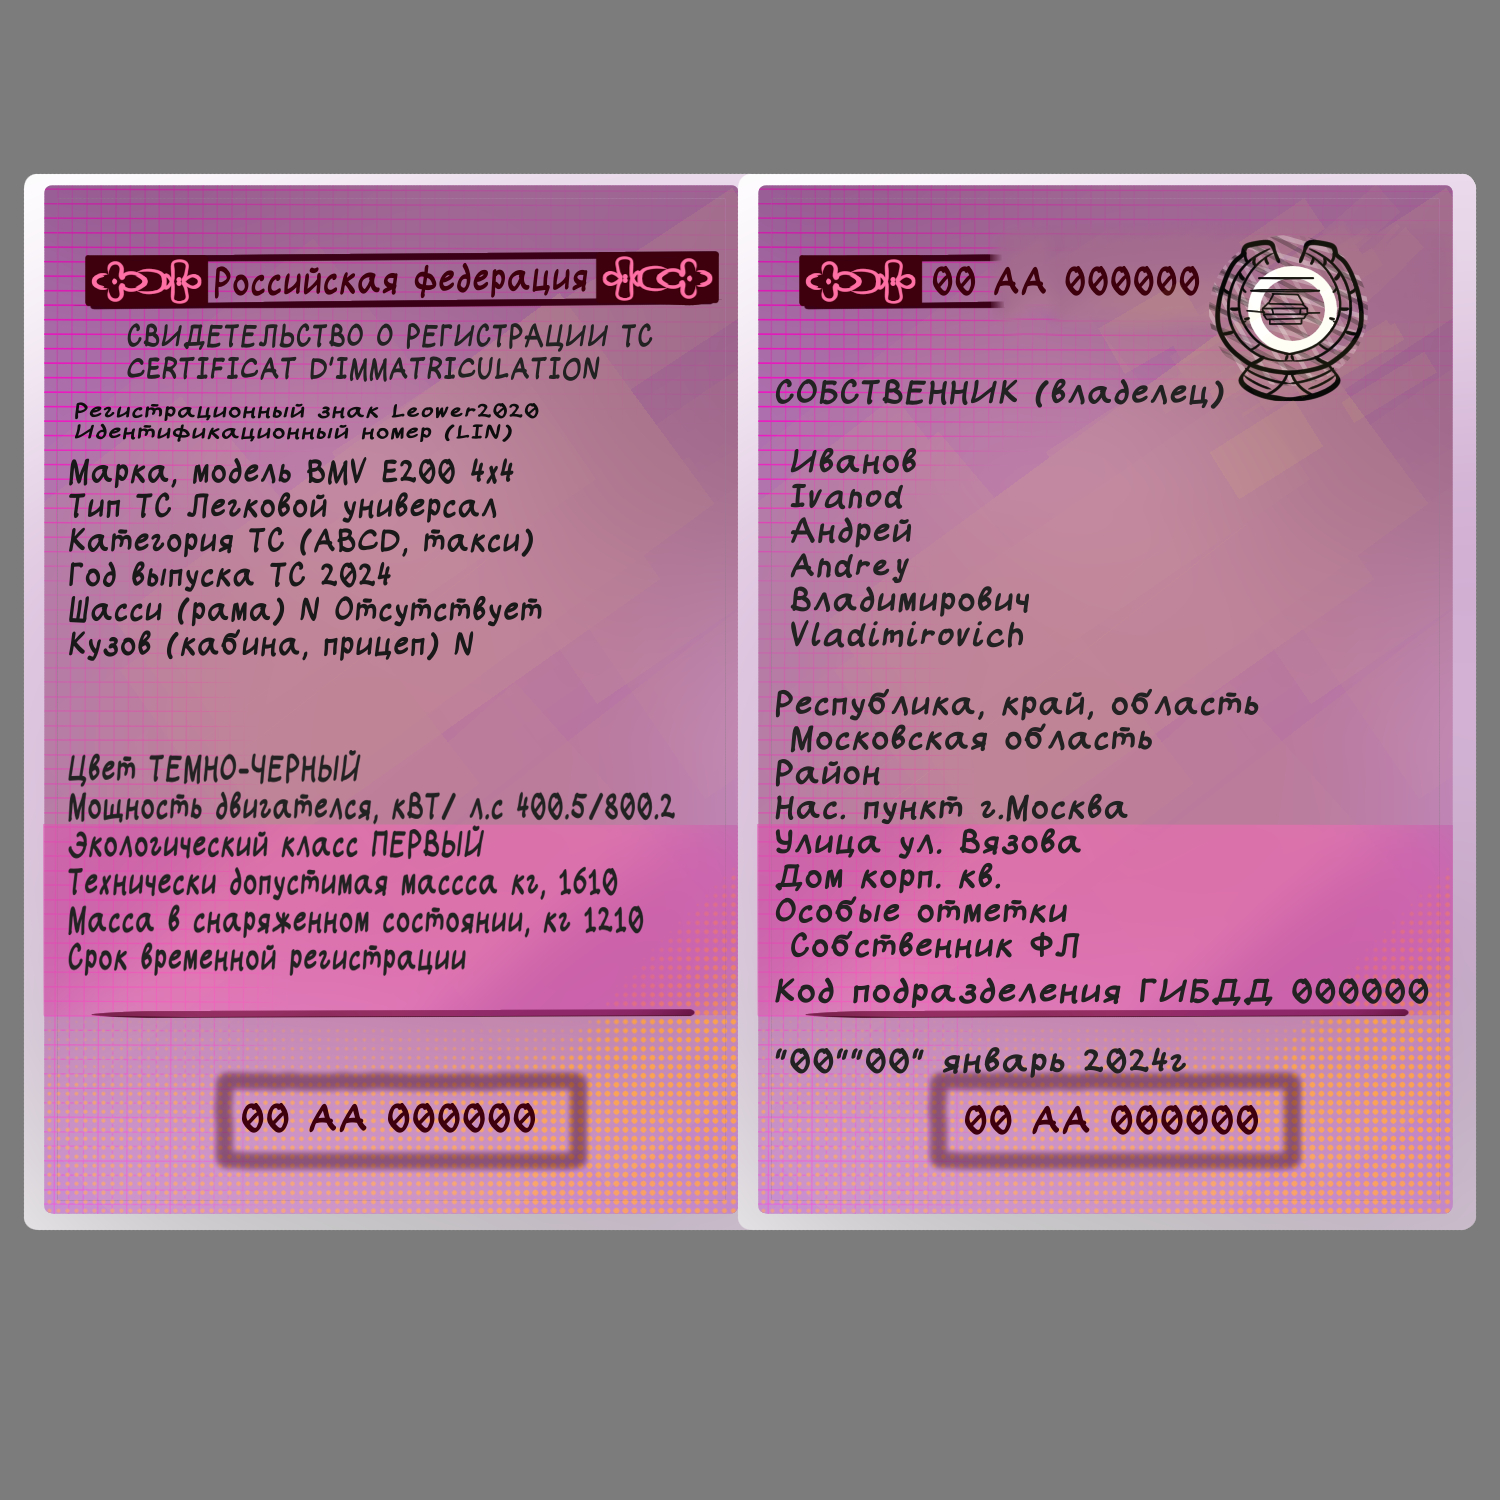 Российская федерация
СВИДЕТЕЛЬСТВО О РЕГИСТРАЦИИ ТС
CERTIFICAT D'IMMATRICULATION
Регистрационный знак Leower2020
Идентификационный номер (LIN)
Марка, модель BMV E200 4x4
Тип ТС Легковой универсал
Категория ТС (ABCD, такси)
Год выпуска ТС 2024
Шасси (рама) N Отсутствует
Кузов (кабина, прицеп) N
Цвет ТЕМНО-ЧЕРНЫЙ
Мощность двигателся, кВТ/ л.с 400.5/800.2
Экологический класс ПЕРВЫЙ
Технически допустимая массса кг, 1610
Масса в снаряженном состоянии, кг 1210
Срок временной регистрации
00 АА 000000
00 АА 000000
СОБСТВЕННИК (владелец)
Иванов
Ivanod
Андрей
Andrey
Владимирович
Vladimirovich
Республика, край, область
Московская область
Район
Нас. пункт г.Москва
Улица ул. Вязова
Дом корп. кв.
Особые отметки
Собственник ФЛ
Код подразделения ГИБДД 000000
"00""00" январь 2024г
00 АА 000000